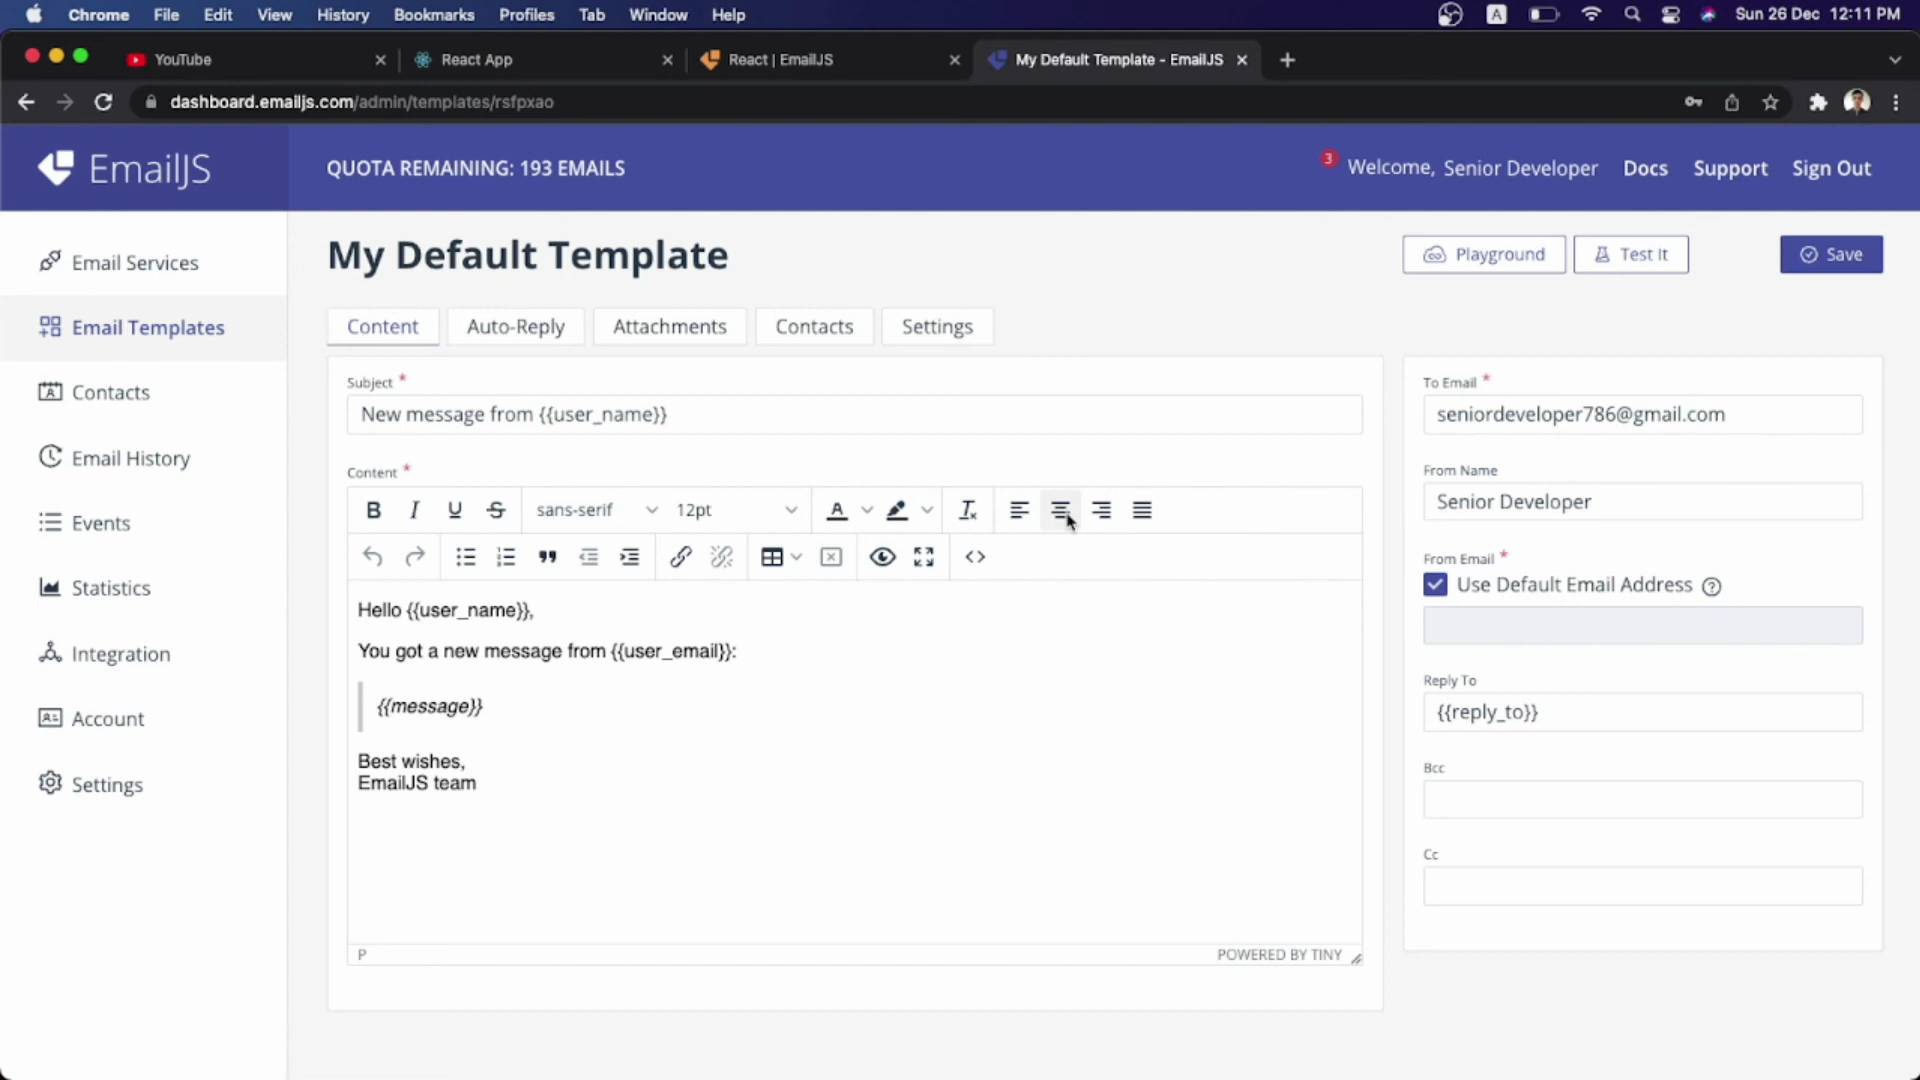 Chrome File Edit View History Bookmarks Profiles Tab Window Help A Sun 26 Dec 12:11 PM
YouTube React App React | EmailJS My Default Template - EmailJS
dashboard.emailjs.com/admin/templates/rsfpxao
EmailJS QUOTA REMAINING: 193 EMAILS 3 Welcome, Senior Developer Docs Support Sign Out
Email Services
Email Templates
Contacts
Email History
Events
Statistics
Integration
Account
Settings
My Default Template Playground Test It Save
Content Auto-Reply Attachments Contacts Settings
Subject *
New message from {{user_name}}
Content *
B I U S sans-serif 12pt A
Hello {{user_name}},
You got a new message from {{user_email}}:
{{message}}
Best wishes,
EmailJS team
P POWERED BY TINY
To Email *
seniordeveloper786@gmail.com
From Name
Senior Developer
From Email *
Use Default Email Address ?
Reply To
{{reply_to}}
Bcc
Cc